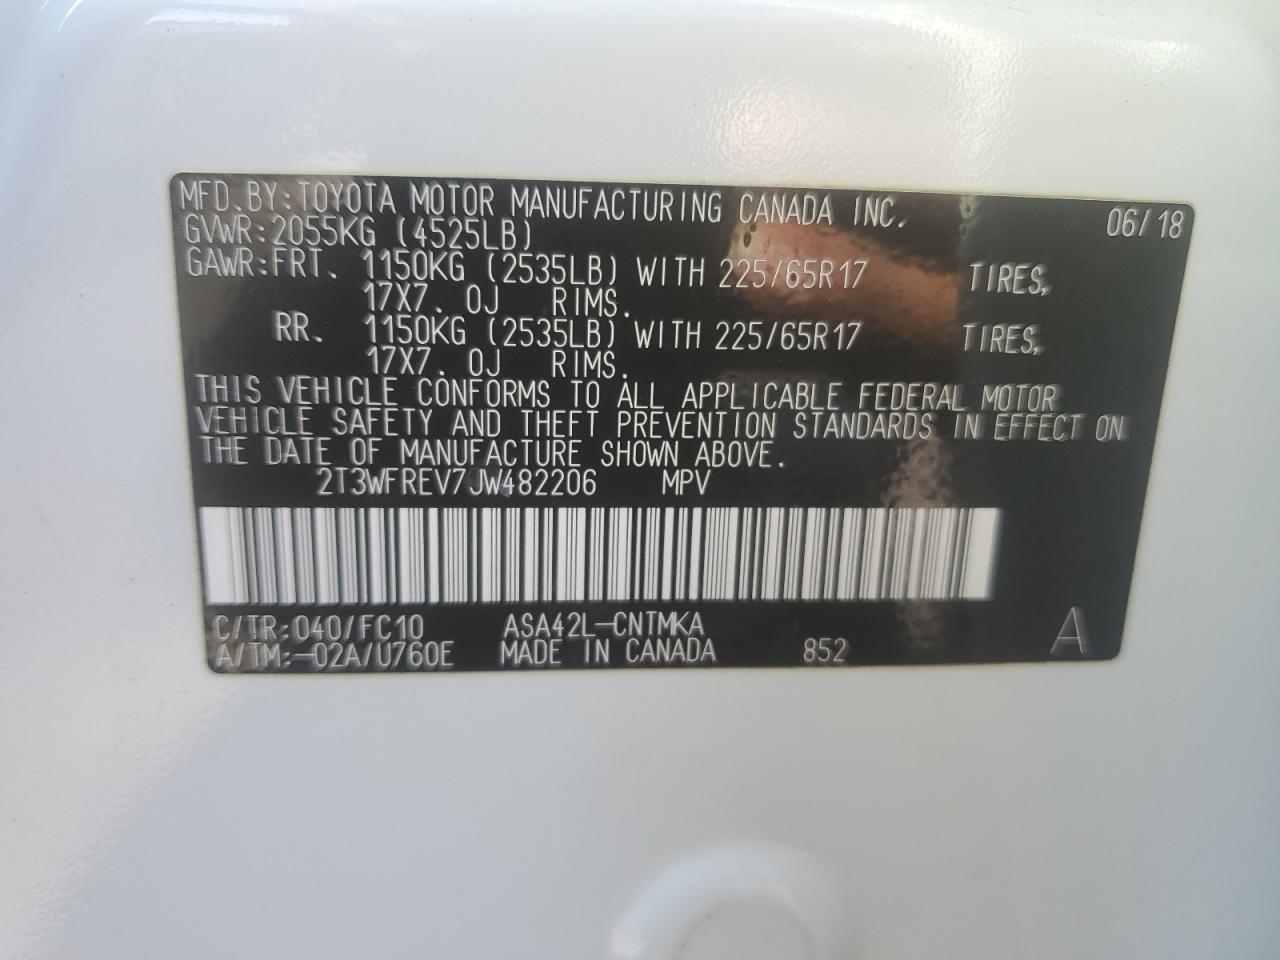 MFD.BY:TOYOTA MOTOR MANUFACTURING CANADA INC. 06/18
GVWR:2055KG (4525LB)
GAWR:FRT. 1150KG (2535LB) WITH 225/65R17 TIRES,
17X7. 0J RIMS.
RR. 1150KG (2535LB) WITH 225/65R17 TIRES,
17X7. 0J RIMS.
THIS VEHICLE CONFORMS TO ALL APPLICABLE FEDERAL MOTOR
VEHICLE SAFETY AND THEFT PREVENTION STANDARDS IN EFFECT ON
THE DATE OF MANUFACTURE SHOWN ABOVE.
2T3WFREV7JW482206 MPV
C/TR:040/FC10 ASA42L-CNTMKA
A/TM:-02A/U760E MADE IN CANADA 852 A